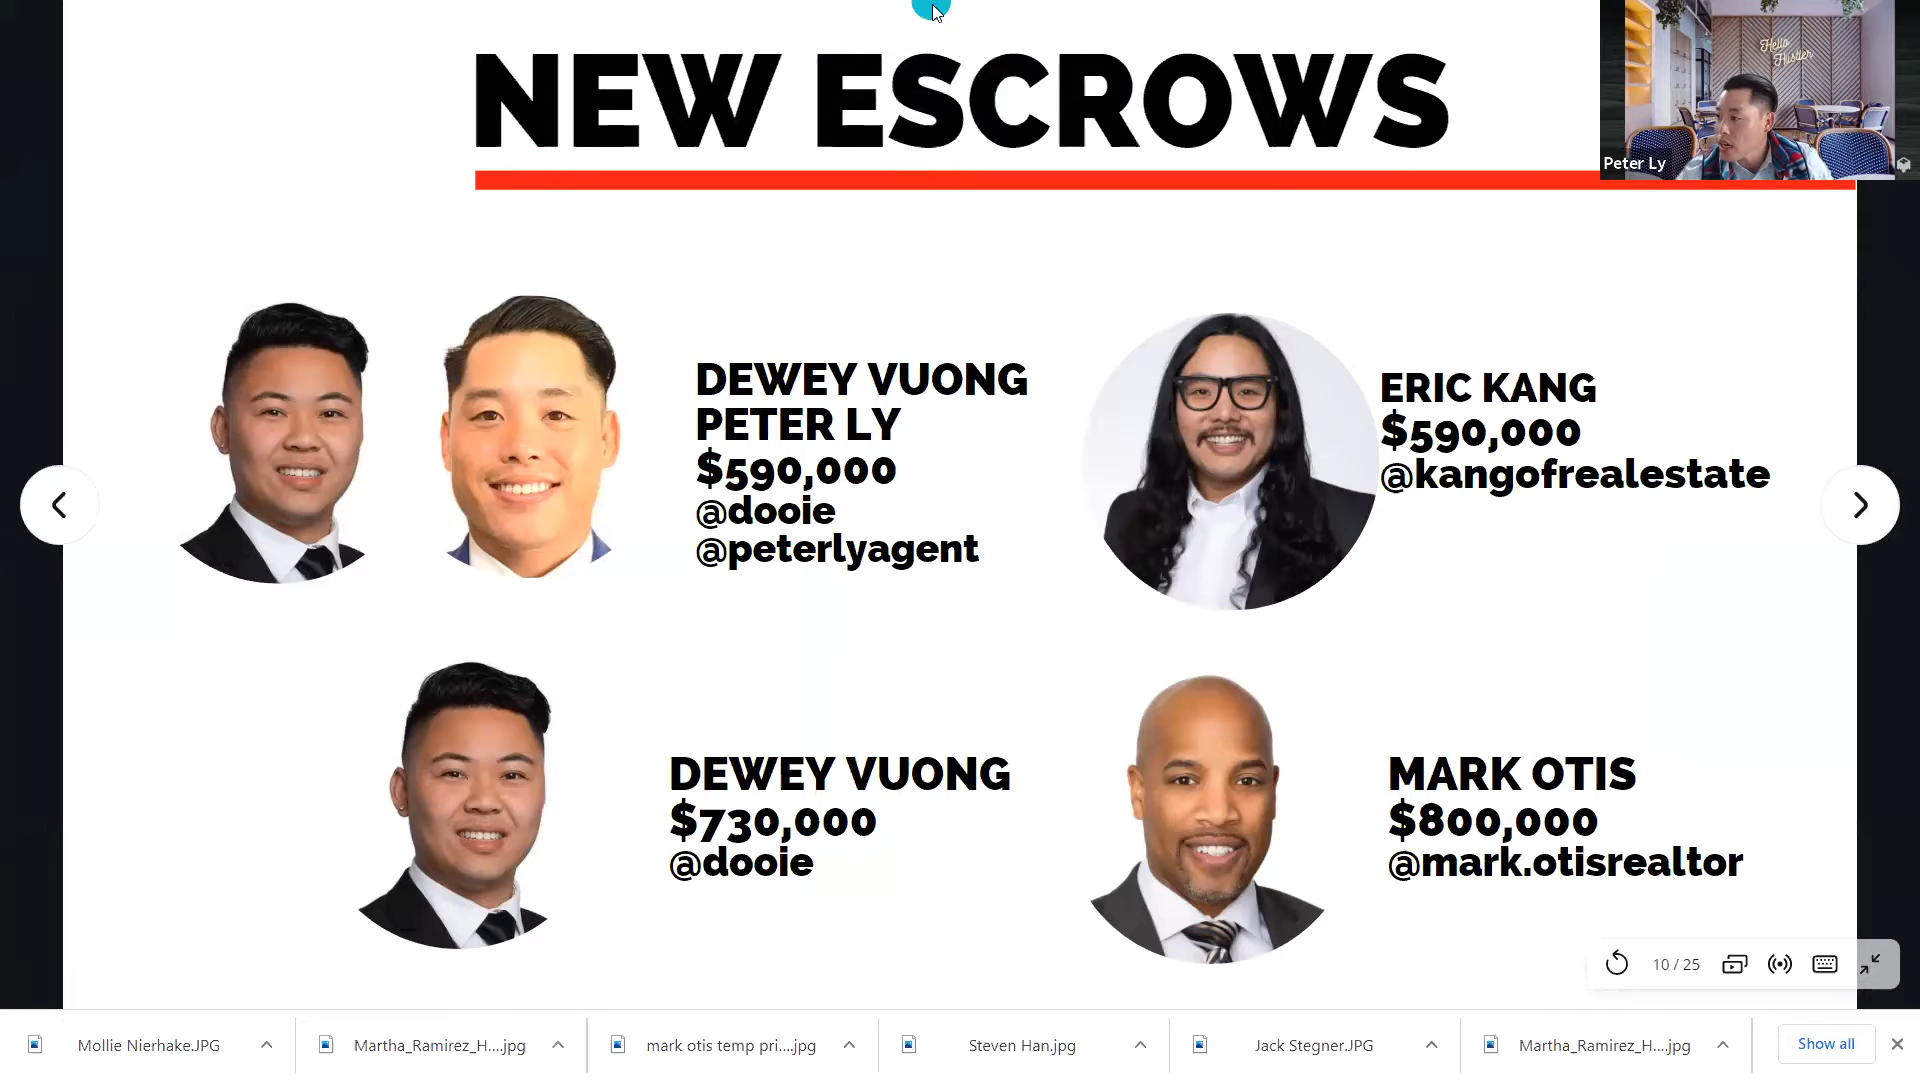 NEW ESCROWS
Hello
Hustler
Peter Ly
DEWEY VUONG
PETER LY
$590,000
@dooie
@peterlyagent
ERIC KANG
$590,000
@kangofrealestate
DEWEY VUONG
$730,000
@dooie
MARK OTIS
$800,000
@mark.otisrealtor
10 / 25
Mollie Nierhake.JPG
Martha_Ramirez_H....jpg
mark otis temp pri....jpg
Steven Han.jpg
Jack Stegner.JPG
Martha_Ramirez_H....jpg
Show all